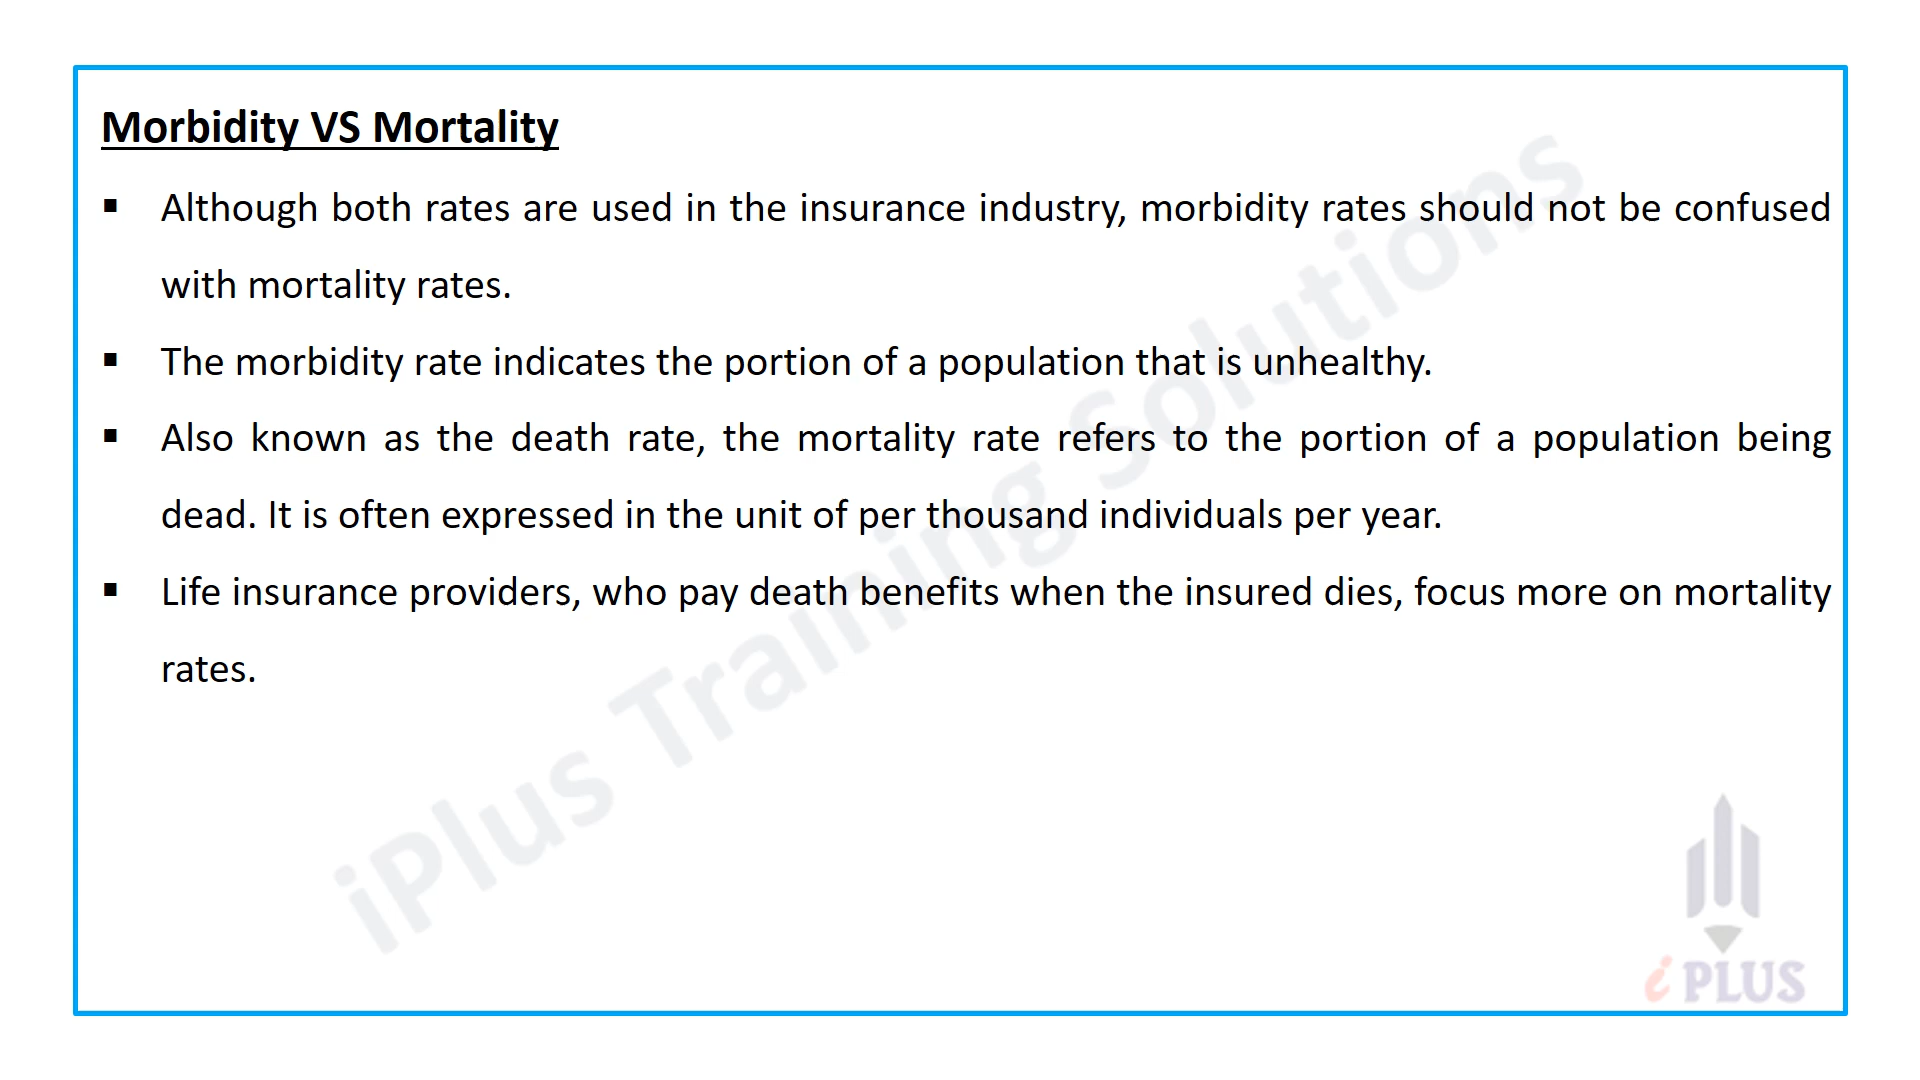 Morbidity VS Mortality
▪ Although both rates are used in the insurance industry, morbidity rates should not be confused
with mortality rates.
▪ The morbidity rate indicates the portion of a population that is unhealthy.
▪ Also known as the death rate, the mortality rate refers to the portion of a population being
dead. It is often expressed in the unit of per thousand individuals per year.
▪ Life insurance providers, who pay death benefits when the insured dies, focus more on mortality
rates.
iPlus Training Solutions
i PLUS